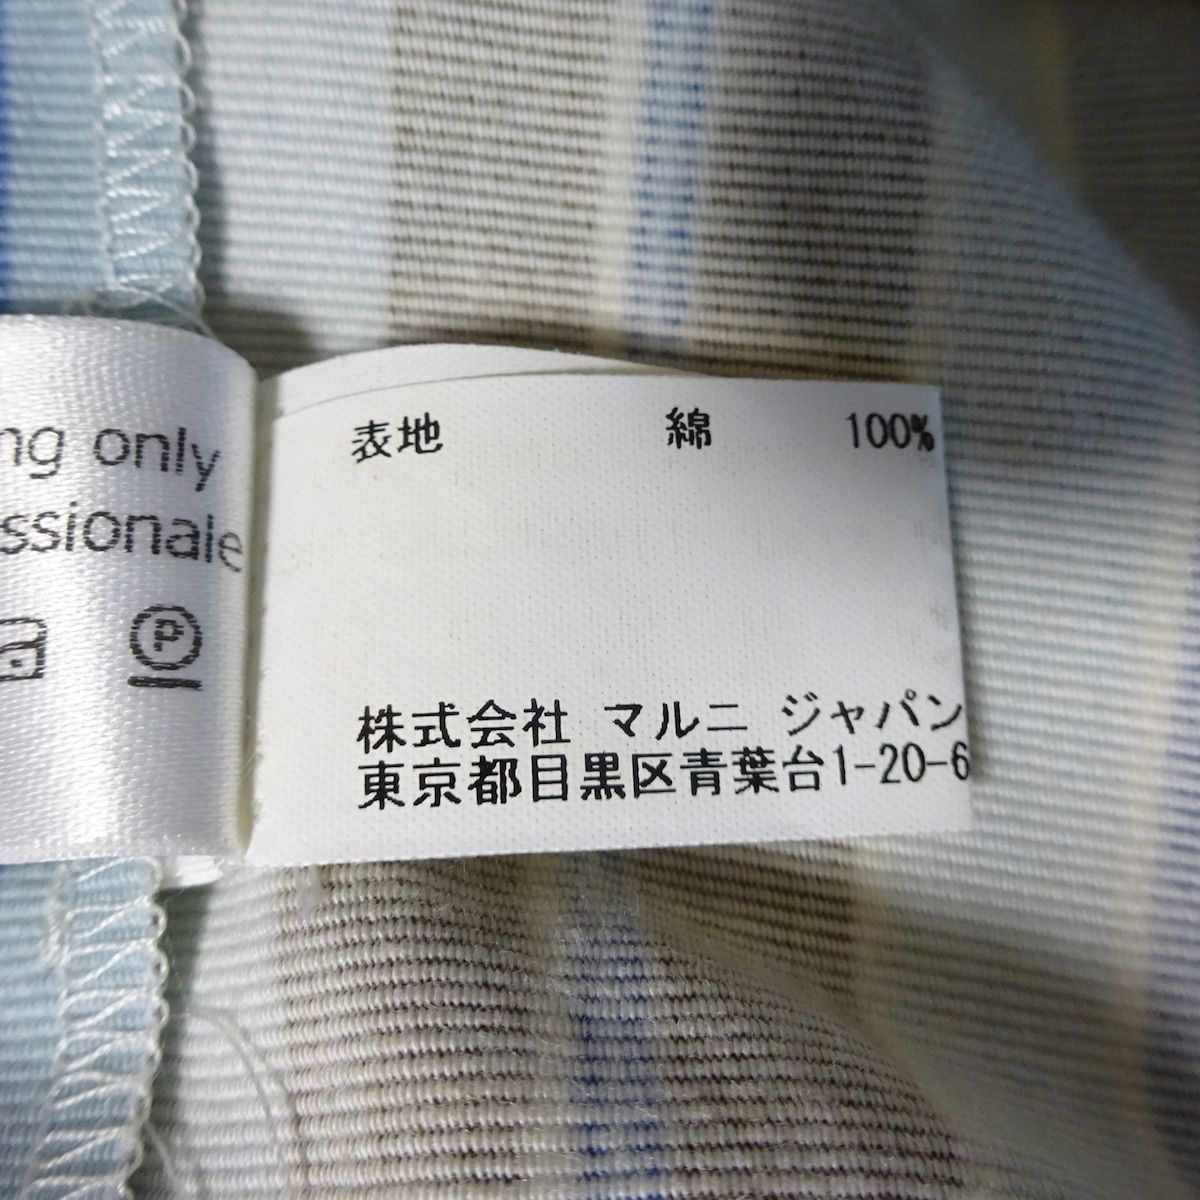 ng only
ssionale
P
表地 綿 100%
株式会社 マルニ ジャパン
東京都目黒区青葉台1-20-6